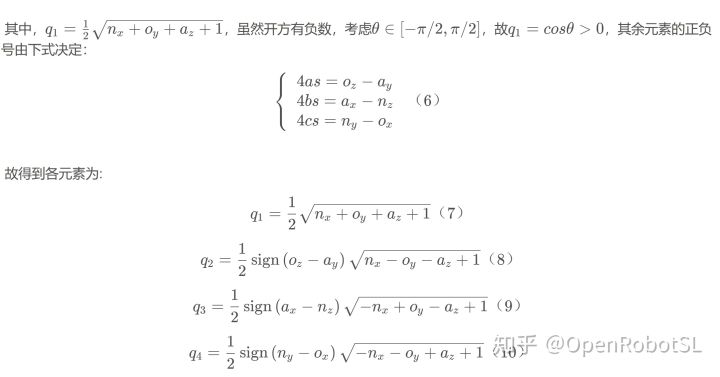 其中，$q_1 = \frac{1}{2}\sqrt{n_x + o_y + a_z + 1}$，虽然开方有负数，考虑$\theta \in [-\pi/2, \pi/2]$，故$q_1 = cos\theta > 0$，其余元素的正负
号由下式决定：
$4as = o_z - a_y$
$4bs = a_x - n_z$ （6）
$4cs = n_y - o_x$
故得到各元素为:
$q_1 = \frac{1}{2}\sqrt{n_x + o_y + a_z + 1}$（7）
$q_2 = \frac{1}{2}\operatorname{sign}(o_z - a_y)\sqrt{n_x - o_y - a_z + 1}$（8）
$q_3 = \frac{1}{2}\operatorname{sign}(a_x - n_z)\sqrt{-n_x + o_y - a_z + 1}$（9）
$q_4 = \frac{1}{2}\operatorname{sign}(n_y - o_x)\sqrt{-n_x - o_y + a_z + 1}$（10）
知乎 @OpenRobotSL